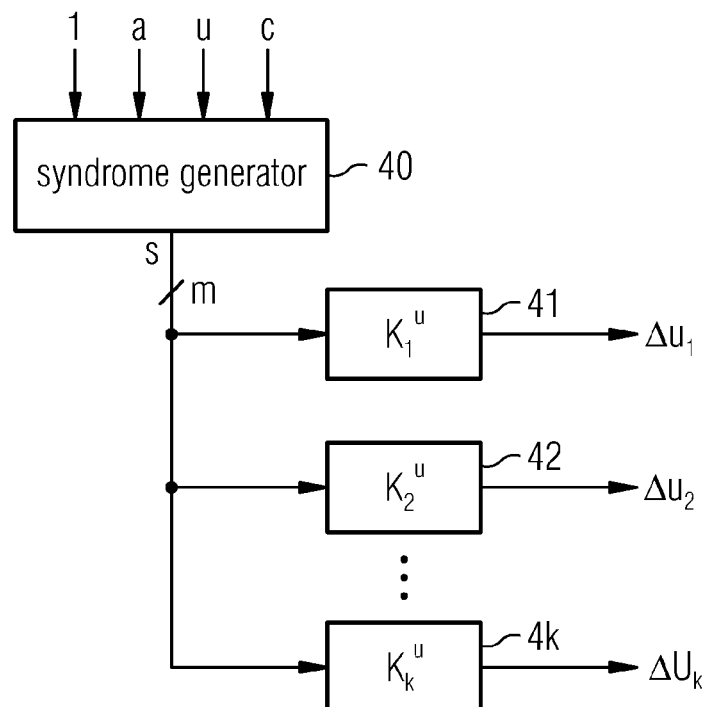 1 a u c
syndrome generator 40
s
m
K₁ᵘ 41 Δu₁
K₂ᵘ 42 Δu₂
⋮
Kₖᵘ 4k ΔUₖ